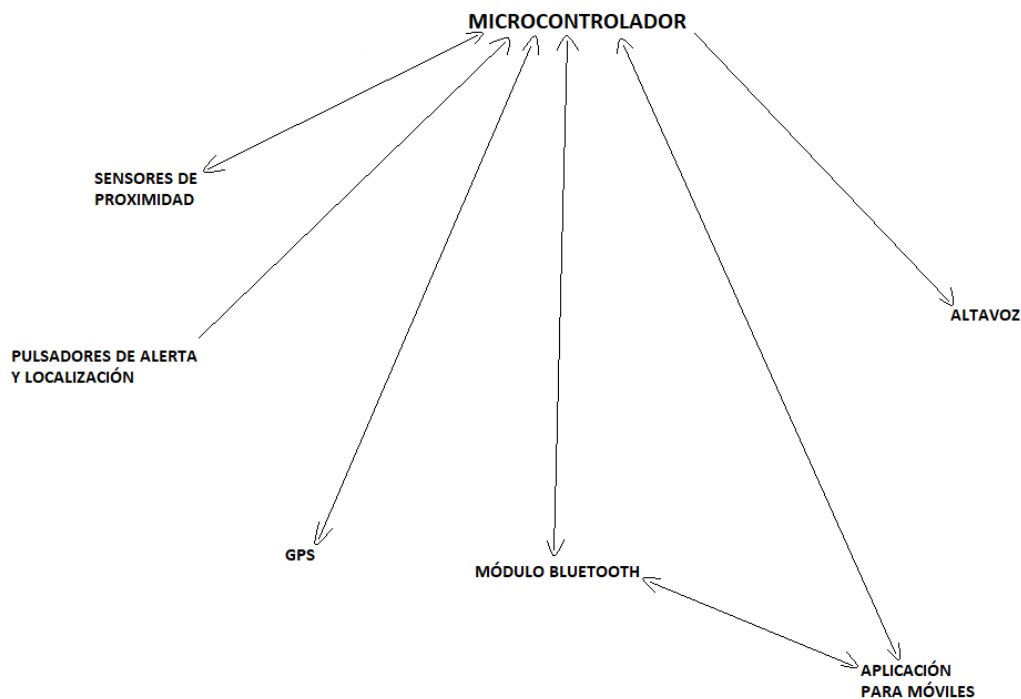 MICROCONTROLADOR
SENSORES DE
PROXIMIDAD
ALTAVOZ
PULSADORES DE ALERTA
Y LOCALIZACIÓN
GPS
MÓDULO BLUETOOTH
APLICACIÓN
PARA MÓVILES